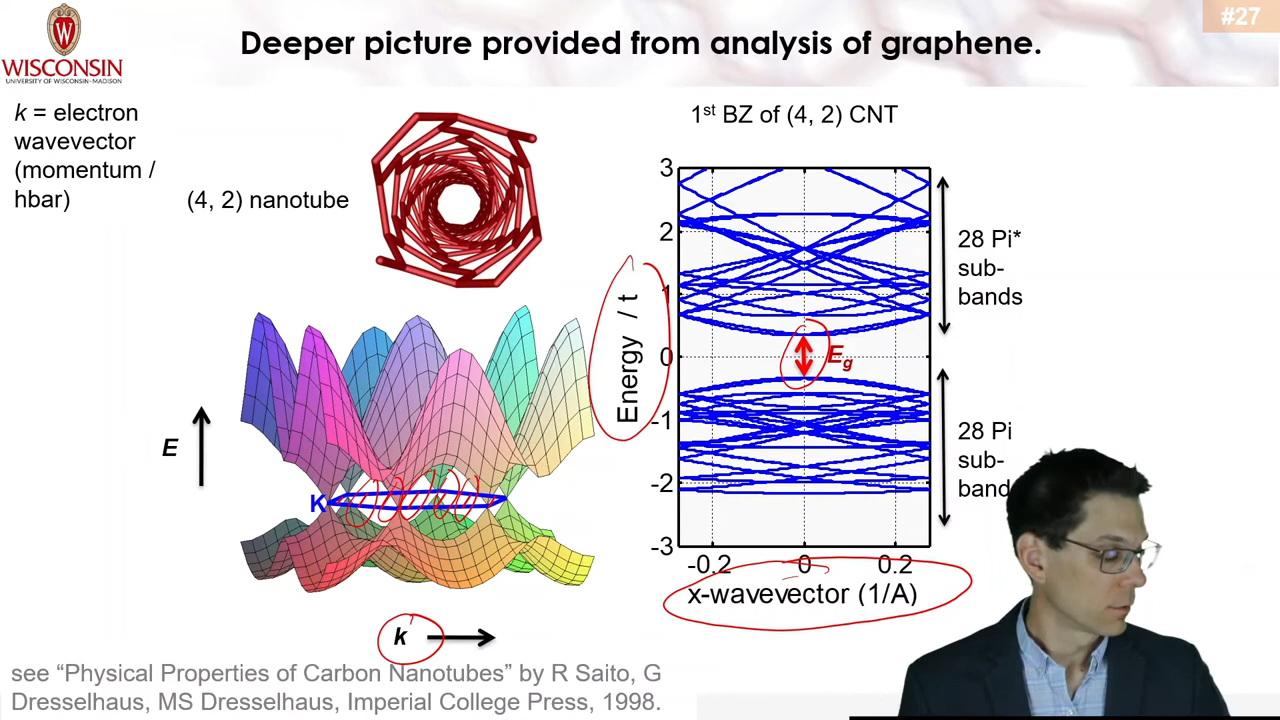 #27
Deeper picture provided from analysis of graphene.
WISCONSIN
UNIVERSITY OF WISCONSIN-MADISON
k = electron
wavevector
(momentum /
hbar)
(4, 2) nanotube
1st BZ of (4, 2) CNT
3
2
1
0
-1
-2
-3
-0.2
0
0.2
Energy / t
x-wavevector (1/A)
Eg
28 Pi*
sub-
bands
28 Pi
sub-
band
E
K
k
see “Physical Properties of Carbon Nanotubes” by R Saito, G
Dresselhaus, MS Dresselhaus, Imperial College Press, 1998.